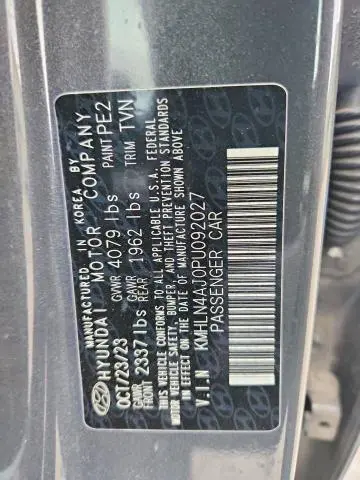 MANUFACTURED IN KOREA BY
HYUNDAI MOTOR COMPANY
OCT/23/23 GVWR 4079 lbs PAINT PE2
GAWR FRONT 2337 lbs GAWR REAR 1962 lbs TRIM TVN
THIS VEHICLE CONFORMS TO ALL APPLICABLE U.S.A. FEDERAL
MOTOR VEHICLE SAFETY, BUMPER, AND THEFT PREVENTION STANDARDS
IN EFFECT ON THE DATE OF MANUFACTURE SHOWN ABOVE
V.I.N KMHLN4AJ0PU092027
PASSENGER CAR